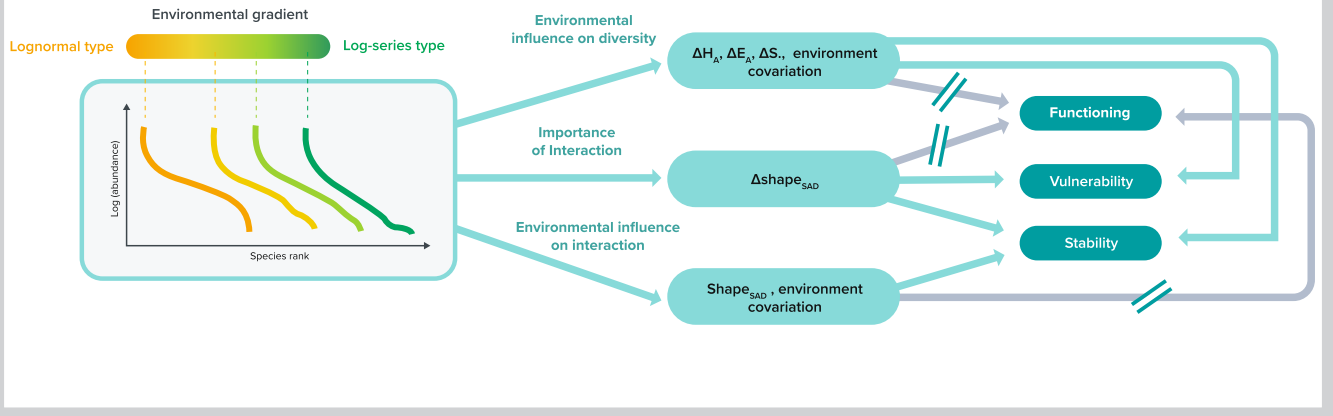 Environmental gradient
Lognormal type
Log-series type
Log (abundance)
Species rank
Environmental
influence on diversity
Importance
of Interaction
Environmental influence
on interaction
ΔH_A, ΔE_A, ΔS., environment
covariation
Δshape_SAD
Shape_SAD , environment
covariation
Functioning
Vulnerability
Stability